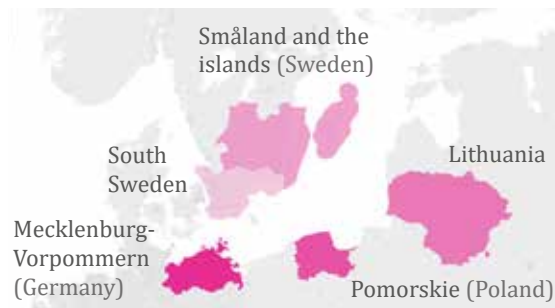 Småland and the
islands (Sweden)
South
Sweden
Lithuania
Mecklenburg-
Vorpommern
(Germany)
Pomorskie (Poland)